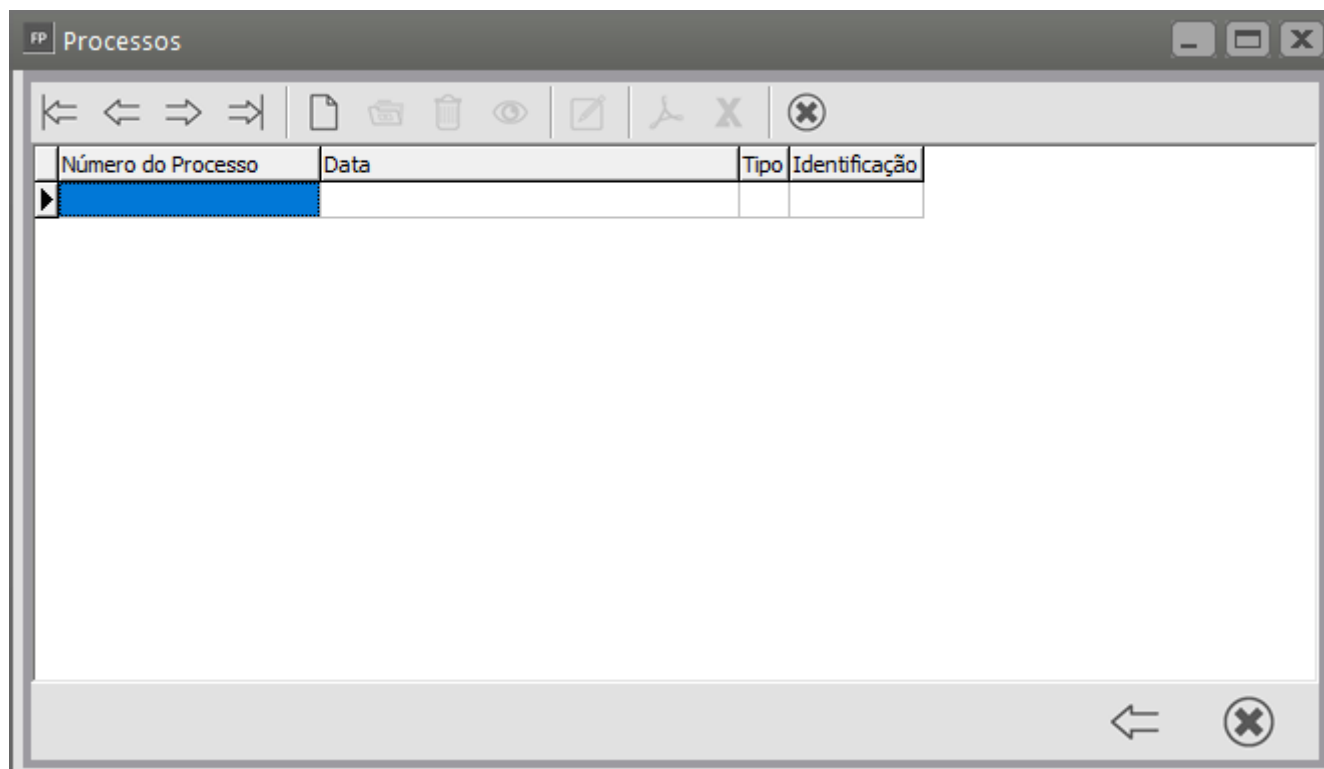 FP Processos
Número do Processo Data Tipo Identificação